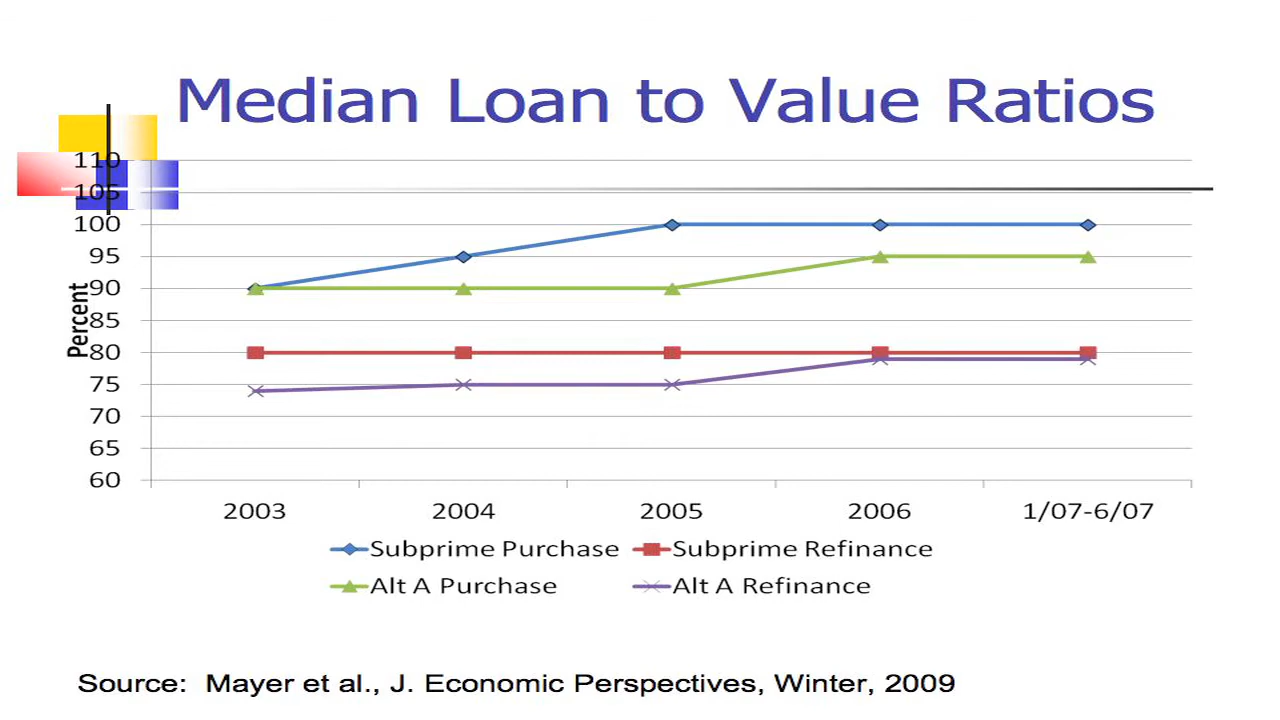 Median Loan to Value Ratios
110
105
100
95
90
85
80
75
70
65
60
Percent
2003 2004 2005 2006 1/07-6/07
Subprime Purchase Subprime Refinance
Alt A Purchase Alt A Refinance
Source: Mayer et al., J. Economic Perspectives, Winter, 2009